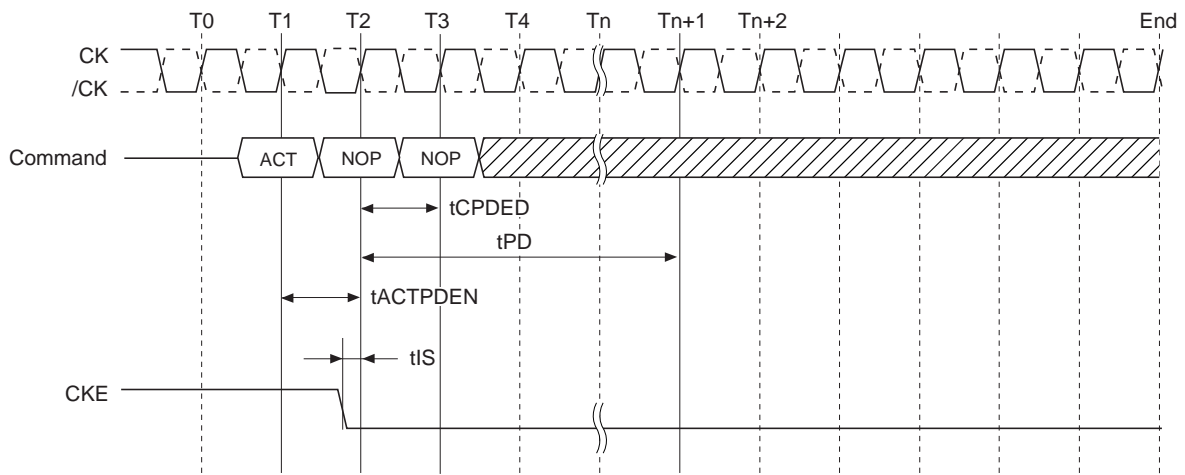 T0 T1 T2 T3 T4 Tn Tn+1 Tn+2 End
CK
/CK
Command ACT NOP NOP
tCPDED
tPD
tACTPDEN
tIS
CKE